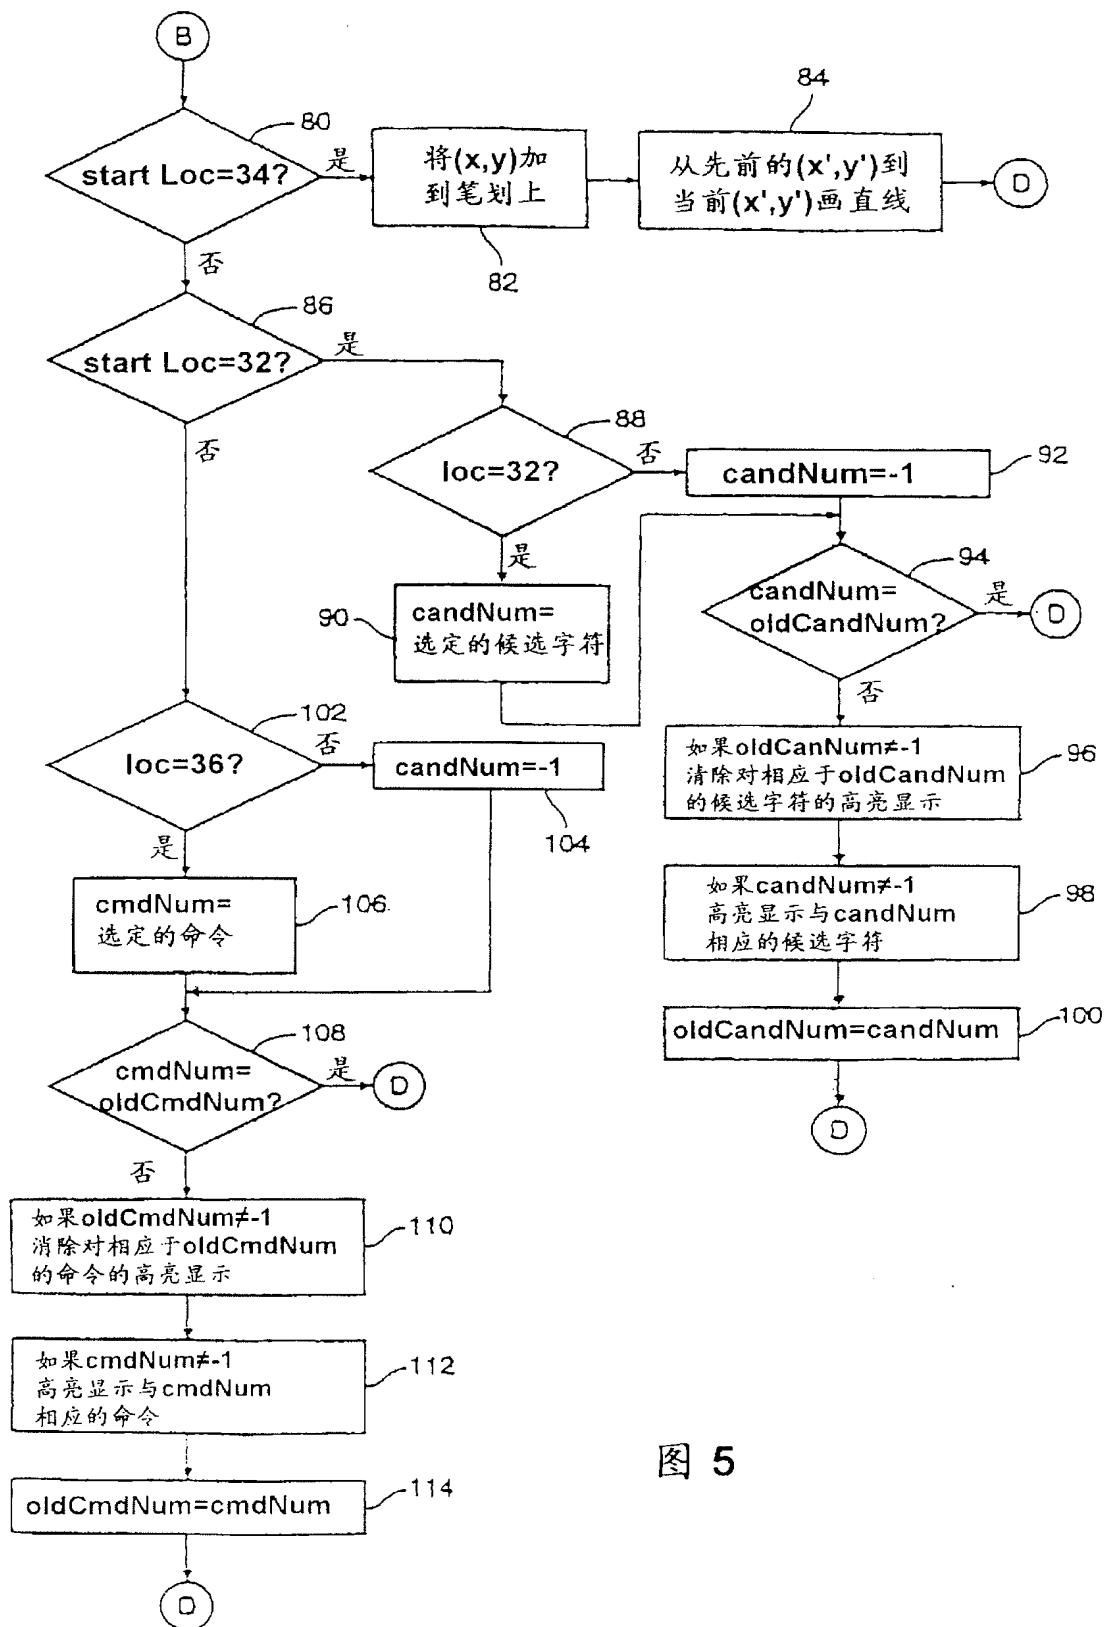 B
80
start Loc=34?
是
将(x,y)加
到笔划上
82
84
从先前的(x',y')到
当前(x',y')画直线
D
否
86
start Loc=32?
是
否
88
loc=32?
否
candNum=-1
92
是
90
candNum=
选定的候选字符
94
candNum=
oldCandNum?
是
D
否
如果oldCanNum≠-1
清除对相应于oldCandNum
的候选字符的高亮显示
96
如果candNum≠-1
高亮显示与candNum
相应的候选字符
98
oldCandNum=candNum
100
D
102
loc=36?
否
candNum=-1
104
是
cmdNum=
选定的命令
106
108
cmdNum=
oldCmdNum?
是
D
否
如果oldCmdNum≠-1
消除对相应于oldCmdNum
的命令的高亮显示
110
如果cmdNum≠-1
高亮显示与cmdNum
相应的命令
112
oldCmdNum=cmdNum
114
D
图 5